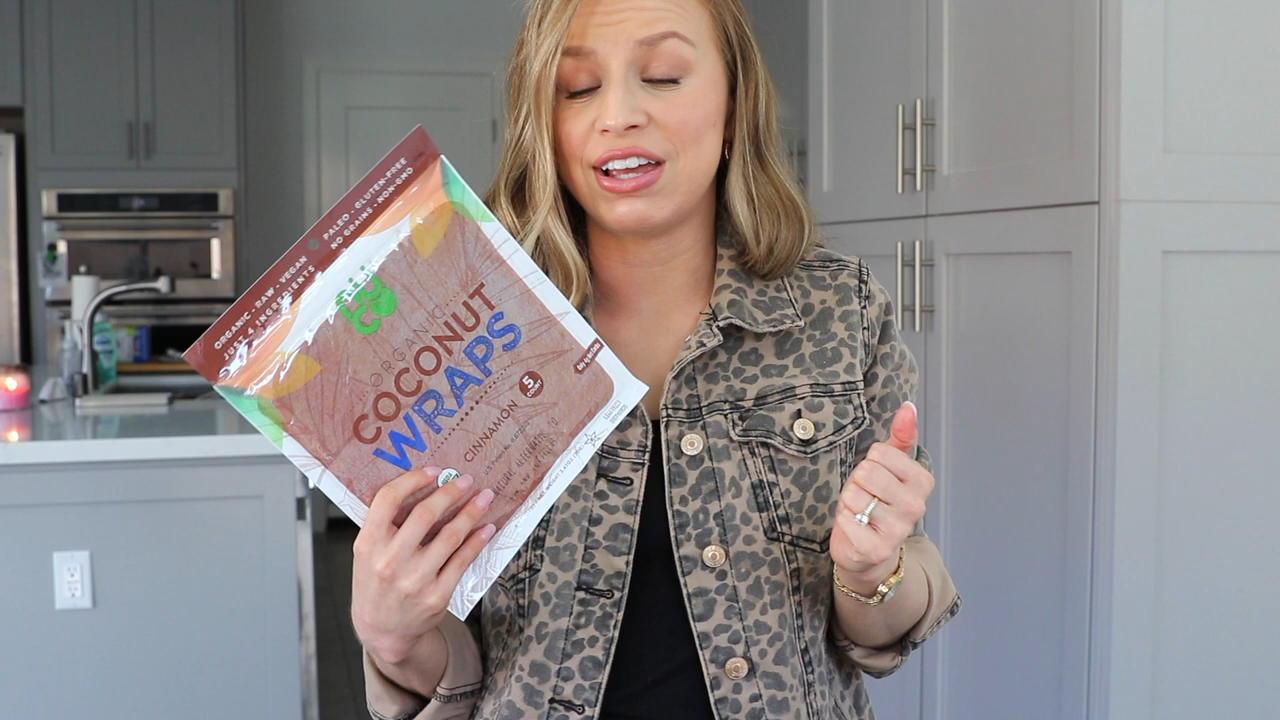 ORGANIC · RAW · VEGAN · PALEO · GLUTEN-FREE
JUST 4 INGREDIENTS NO GRAINS · NON-GMO
nuco
ORGANIC
COCONUT
WRAPS
CINNAMON
5
COUNT